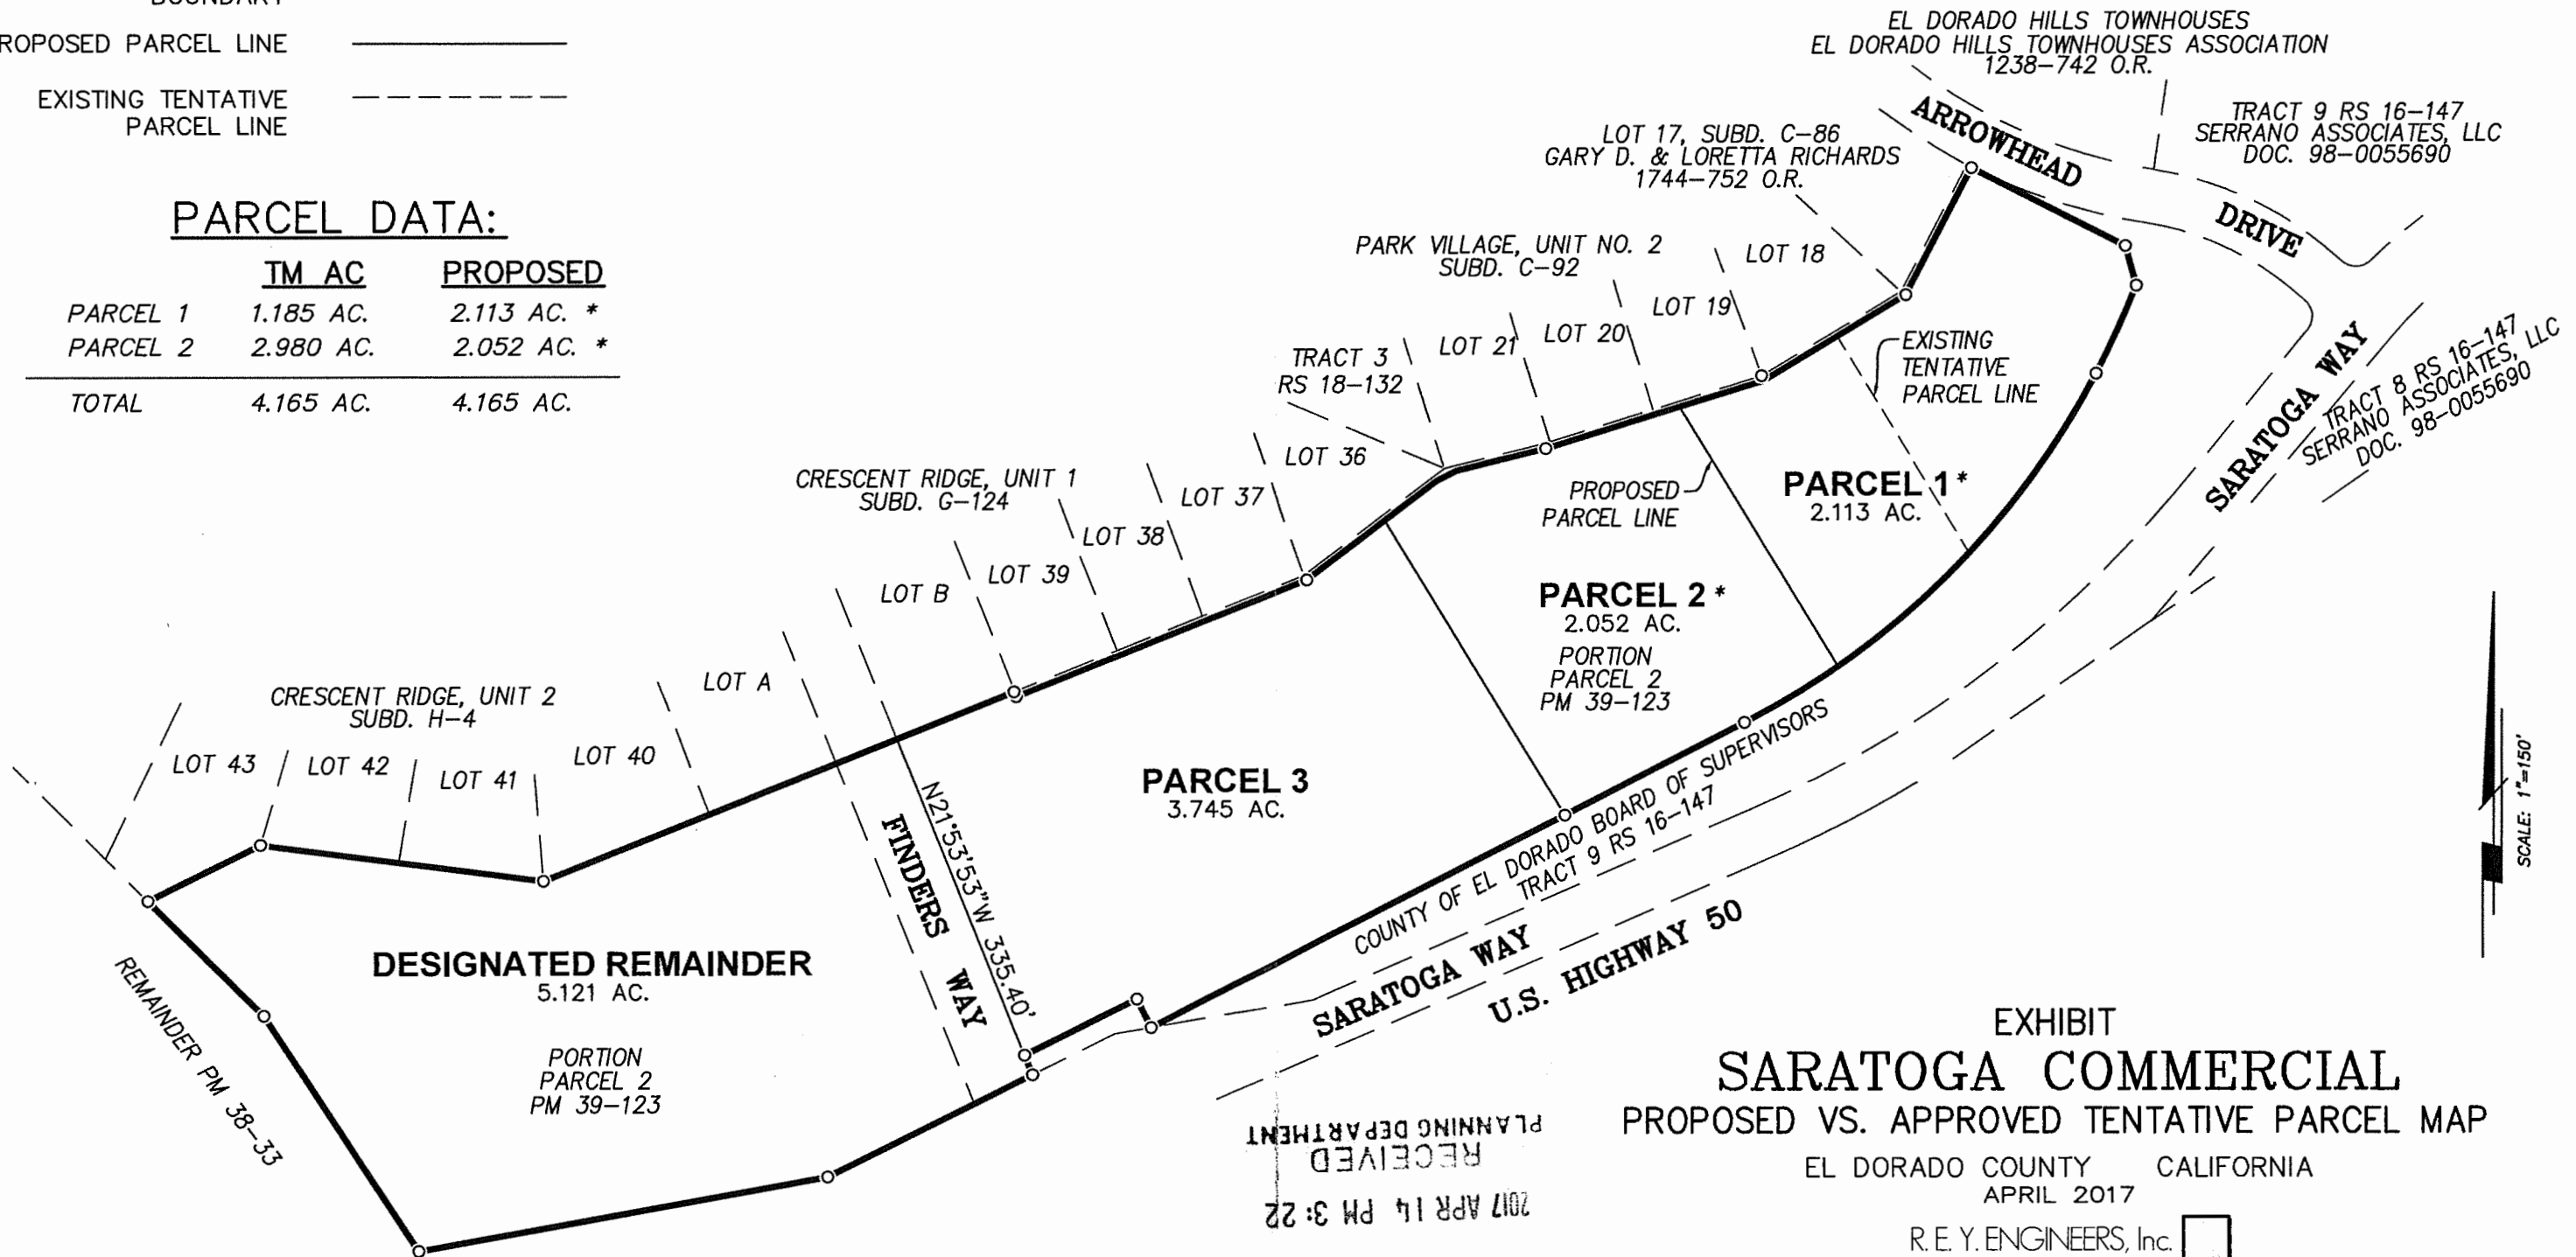 BOUNDARY
PROPOSED PARCEL LINE
EXISTING TENTATIVE
PARCEL LINE
PARCEL DATA:
TM AC PROPOSED
PARCEL 1 1.185 AC. 2.113 AC. *
PARCEL 2 2.980 AC. 2.052 AC. *
TOTAL 4.165 AC. 4.165 AC.
EL DORADO HILLS TOWNHOUSES
EL DORADO HILLS TOWNHOUSES ASSOCIATION
1238-742 O.R.
ARROWHEAD
DRIVE
TRACT 9 RS 16-147
SERRANO ASSOCIATES, LLC
DOC. 98-0055690
LOT 17, SUBD. C-86
GARY D. & LORETTA RICHARDS
1744-752 O.R.
PARK VILLAGE, UNIT NO. 2
SUBD. C-92
LOT 18
LOT 19
LOT 20
LOT 21
TRACT 3
RS 18-132
EXISTING
TENTATIVE
PARCEL LINE
SARATOGA WAY
TRACT 8 RS 16-147
SERRANO ASSOCIATES, LLC
DOC. 98-0055690
LOT 36
CRESCENT RIDGE, UNIT 1
SUBD. G-124
LOT 37
LOT 38
LOT 39
LOT B
PROPOSED
PARCEL LINE
PARCEL 1*
2.113 AC.
PARCEL 2*
2.052 AC.
PORTION
PARCEL 2
PM 39-123
LOT A
CRESCENT RIDGE, UNIT 2
SUBD. H-4
LOT 43
LOT 42
LOT 41
LOT 40
PARCEL 3
3.745 AC.
N21°53'53"W 335.40'
FINDERS WAY
COUNTY OF EL DORADO BOARD OF SUPERVISORS
TRACT 9 RS 16-147
SARATOGA WAY
U.S. HIGHWAY 50
SCALE: 1"=150'
DESIGNATED REMAINDER
5.121 AC.
PORTION
PARCEL 2
PM 39-123
REMAINDER PM 38-33
2017 APR 14 PM 3:22
RECEIVED
PLANNING DEPARTMENT
EXHIBIT
SARATOGA COMMERCIAL
PROPOSED VS. APPROVED TENTATIVE PARCEL MAP
EL DORADO COUNTY CALIFORNIA
APRIL 2017
R.E.Y. ENGINEERS, Inc.